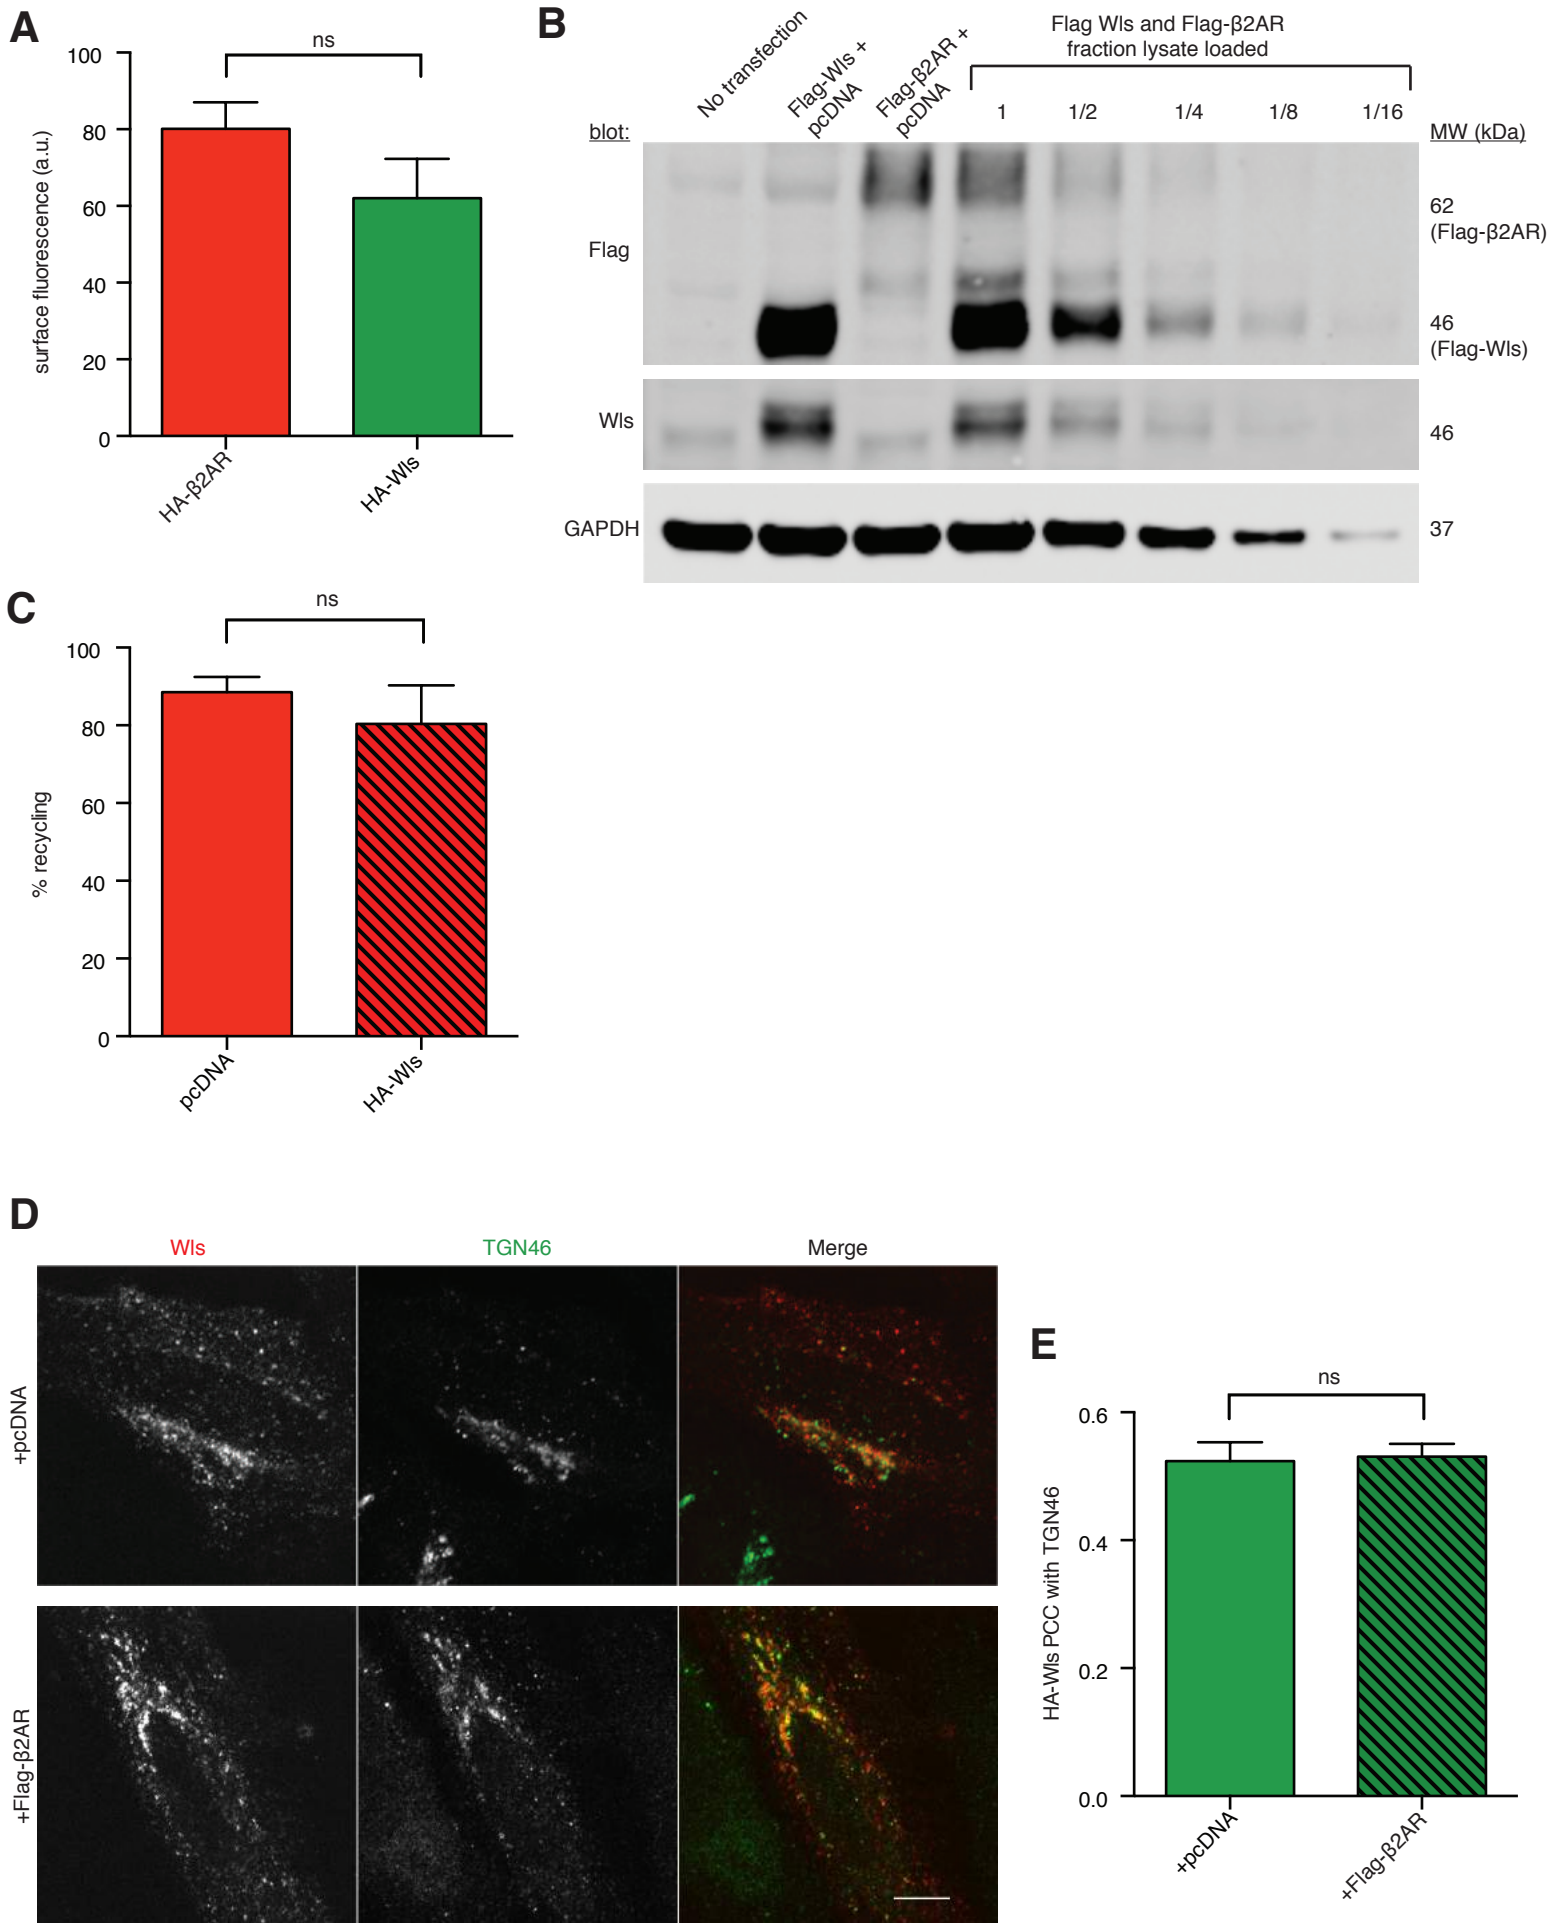 A
ns
100
80
60
40
20
0
surface fluorescence (a.u.)
HA-β2AR
HA-Wls
B
No transfection
Flag-Wls +
pcDNA
Flag-β2AR +
pcDNA
Flag Wls and Flag-β2AR
fraction lysate loaded
1
1/2
1/4
1/8
1/16
blot:
MW (kDa)
Flag
62
(Flag-β2AR)
46
(Flag-Wls)
Wls
46
GAPDH
37
C
ns
100
80
60
40
20
0
% recycling
pcDNA
HA-Wls
D
Wls
TGN46
Merge
+pcDNA
+Flag-β2AR
E
ns
0.6
0.4
0.2
0.0
HA-Wls PCC with TGN46
+pcDNA
+Flag-β2AR